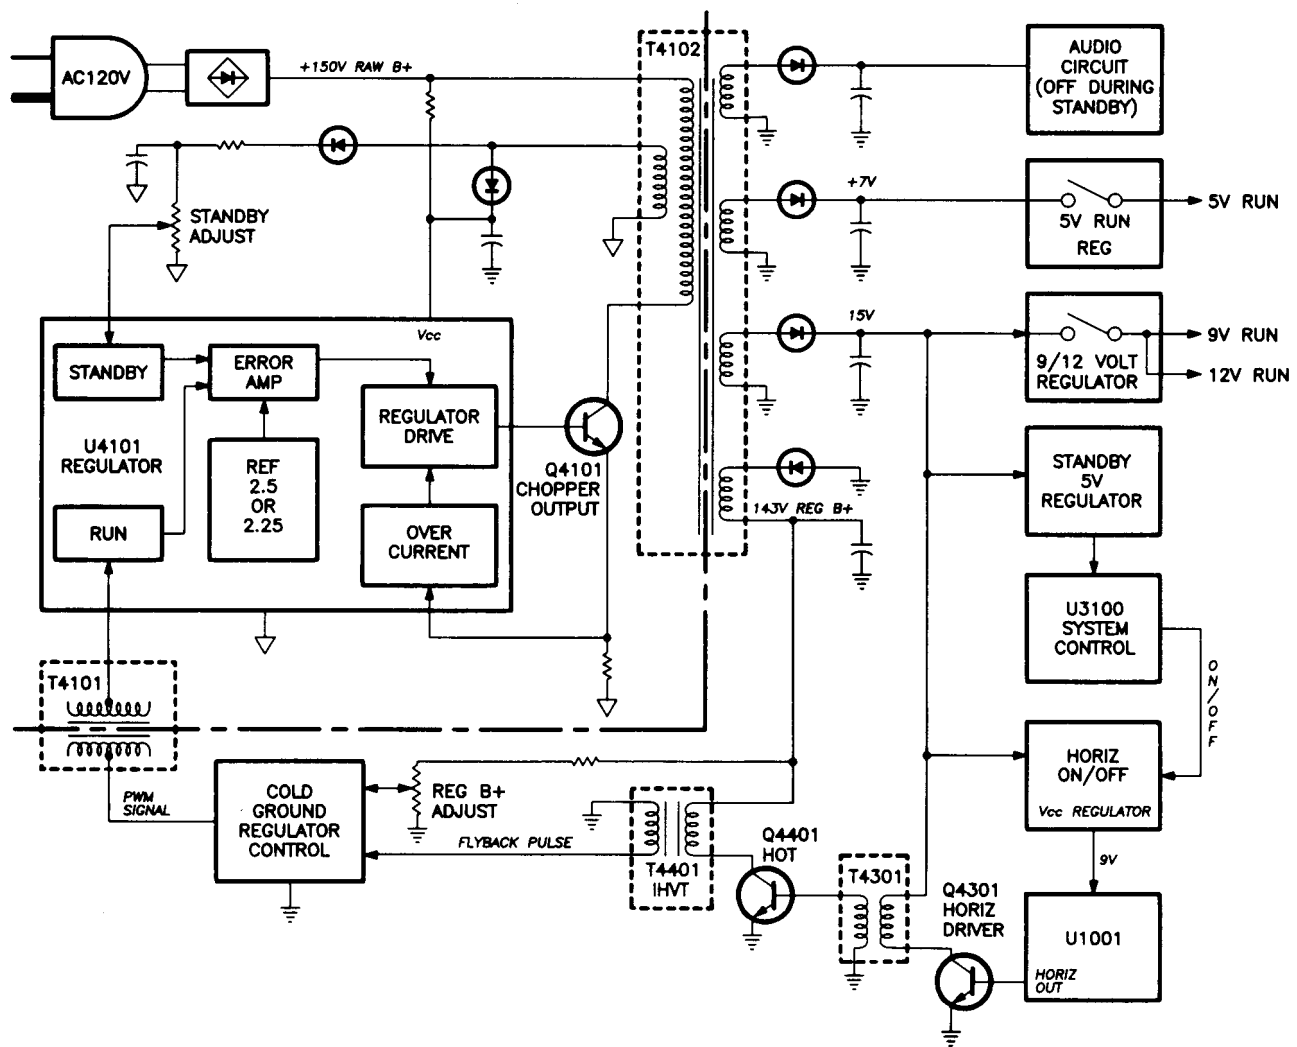 AC120V
+150V RAW B+
T4102
AUDIO
CIRCUIT
(OFF DURING
STANDBY)
STANDBY
ADJUST
+7V
5V RUN
REG
5V RUN
Vcc
STANDBY
ERROR
AMP
REGULATOR
DRIVE
U4101
REGULATOR
REF
2.5
OR
2.25
RUN
OVER
CURRENT
Q4101
CHOPPER
OUTPUT
15V
9/12 VOLT
REGULATOR
9V RUN
12V RUN
143V REG B+
STANDBY
5V
REGULATOR
U3100
SYSTEM
CONTROL
ON/OFF
T4101
PWM
SIGNAL
COLD
GROUND
REGULATOR
CONTROL
REG B+
ADJUST
FLYBACK PULSE
T4401
IHVT
Q4401
HOT
T4301
Q4301
HORIZ
DRIVER
HORIZ
ON/OFF
Vcc REGULATOR
9V
U1001
HORIZ
OUT